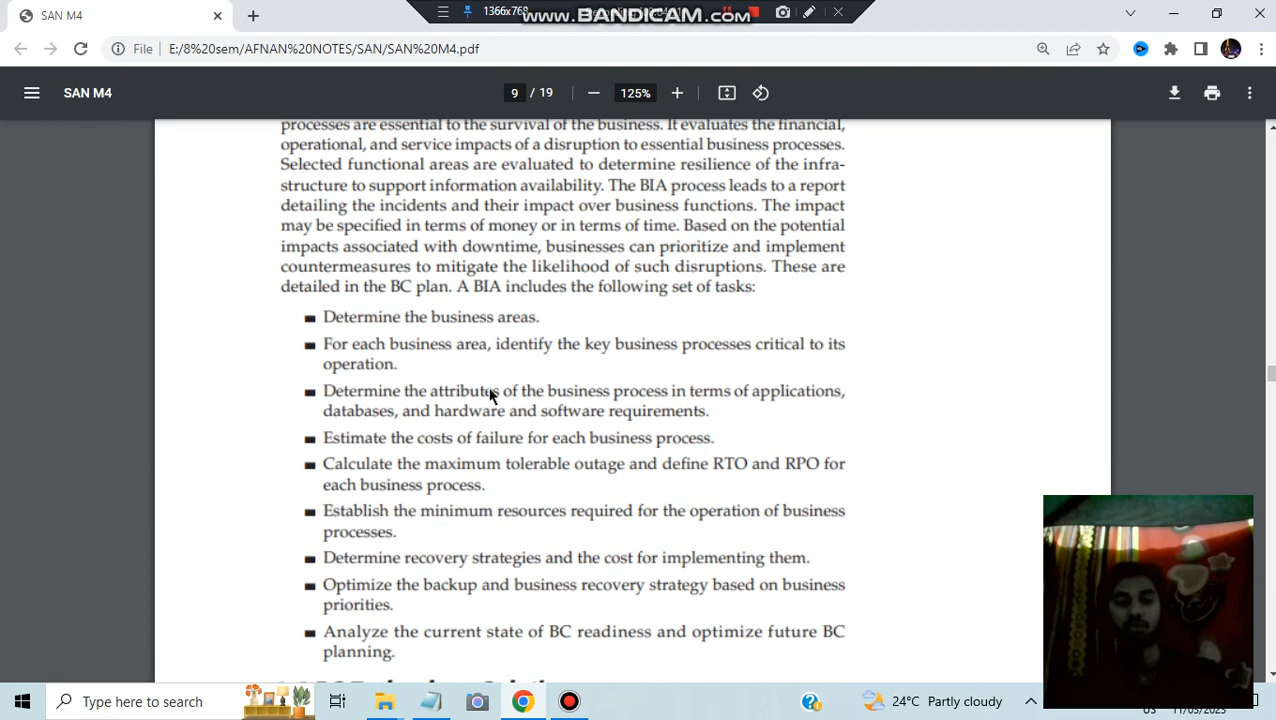 SAN M4
1366x768
www.BANDICAM.com
File
E:/8%20sem/AFNAN%20NOTES/SAN/SAN%20M4.pdf
SAN M4
9 / 19
125%
processes are essential to the survival of the business. It evaluates the financial,
operational, and service impacts of a disruption to essential business processes.
Selected functional areas are evaluated to determine resilience of the infra-
structure to support information availability. The BIA process leads to a report
detailing the incidents and their impact over business functions. The impact
may be specified in terms of money or in terms of time. Based on the potential
impacts associated with downtime, businesses can prioritize and implement
countermeasures to mitigate the likelihood of such disruptions. These are
detailed in the BC plan. A BIA includes the following set of tasks:
Determine the business areas.
For each business area, identify the key business processes critical to its
operation.
Determine the attributes of the business process in terms of applications,
databases, and hardware and software requirements.
Estimate the costs of failure for each business process.
Calculate the maximum tolerable outage and define RTO and RPO for
each business process.
Establish the minimum resources required for the operation of business
processes.
Determine recovery strategies and the cost for implementing them.
Optimize the backup and business recovery strategy based on business
priorities.
Analyze the current state of BC readiness and optimize future BC
planning.
Type here to search
24°C Partly cloudy